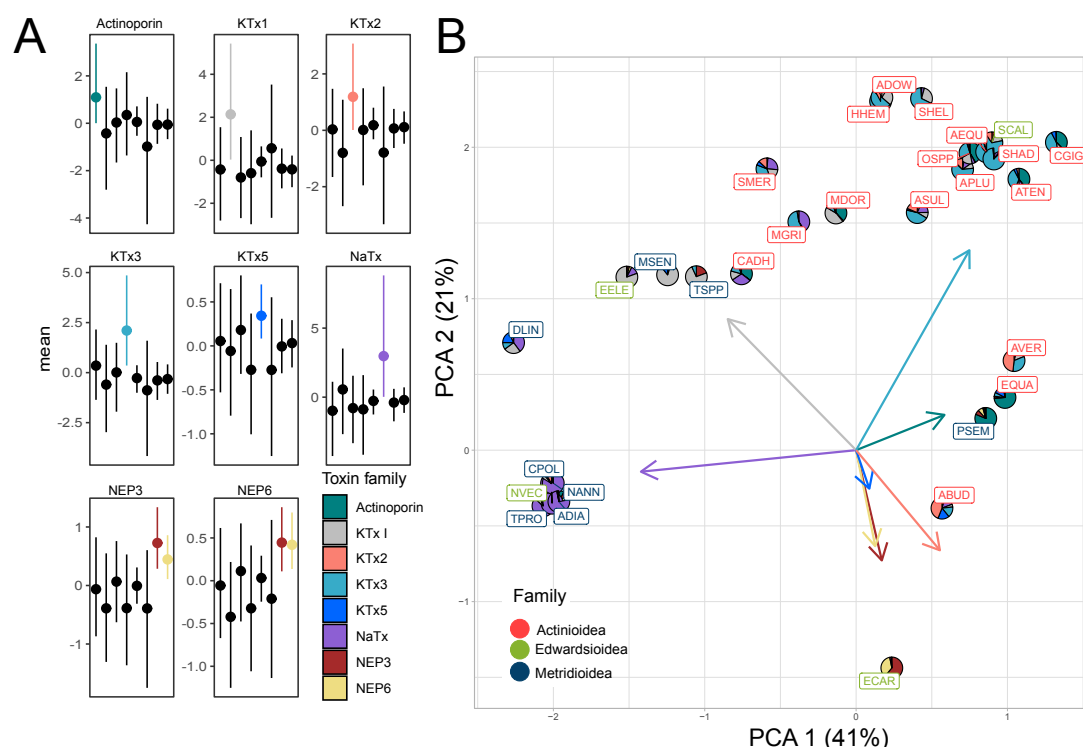 A
B
Actinoporin
KTx1
KTx2
2
0
-2
-4
4
2
0
-2
2
0
-2
KTx3
KTx5
NaTx
mean
5.0
2.5
0.0
-2.5
0.5
0.0
-0.5
-1.0
5
0
NEP3
NEP6
1
0
-1
0.5
0.0
-0.5
-1.0
Toxin family
Actinoporin
KTx I
KTx2
KTx3
KTx5
NaTx
NEP3
NEP6
PCA 2 (21%)
2
1
0
-1
ADOW
HHEM
SHEL
AEQU
SCAL
OSPP
SHAD
CGIG
APLU
ATEN
SMER
MDOR
ASUL
MGRI
MSEN
CADH
EELE
TSPP
DLIN
AVER
EQUA
PSEM
CPOL
NVEC
NANN
TPRO
ADIA
ABUD
ECAR
Family
Actinioidea
Edwardsioidea
Metridioidea
-2
-1
0
1
PCA 1 (41%)